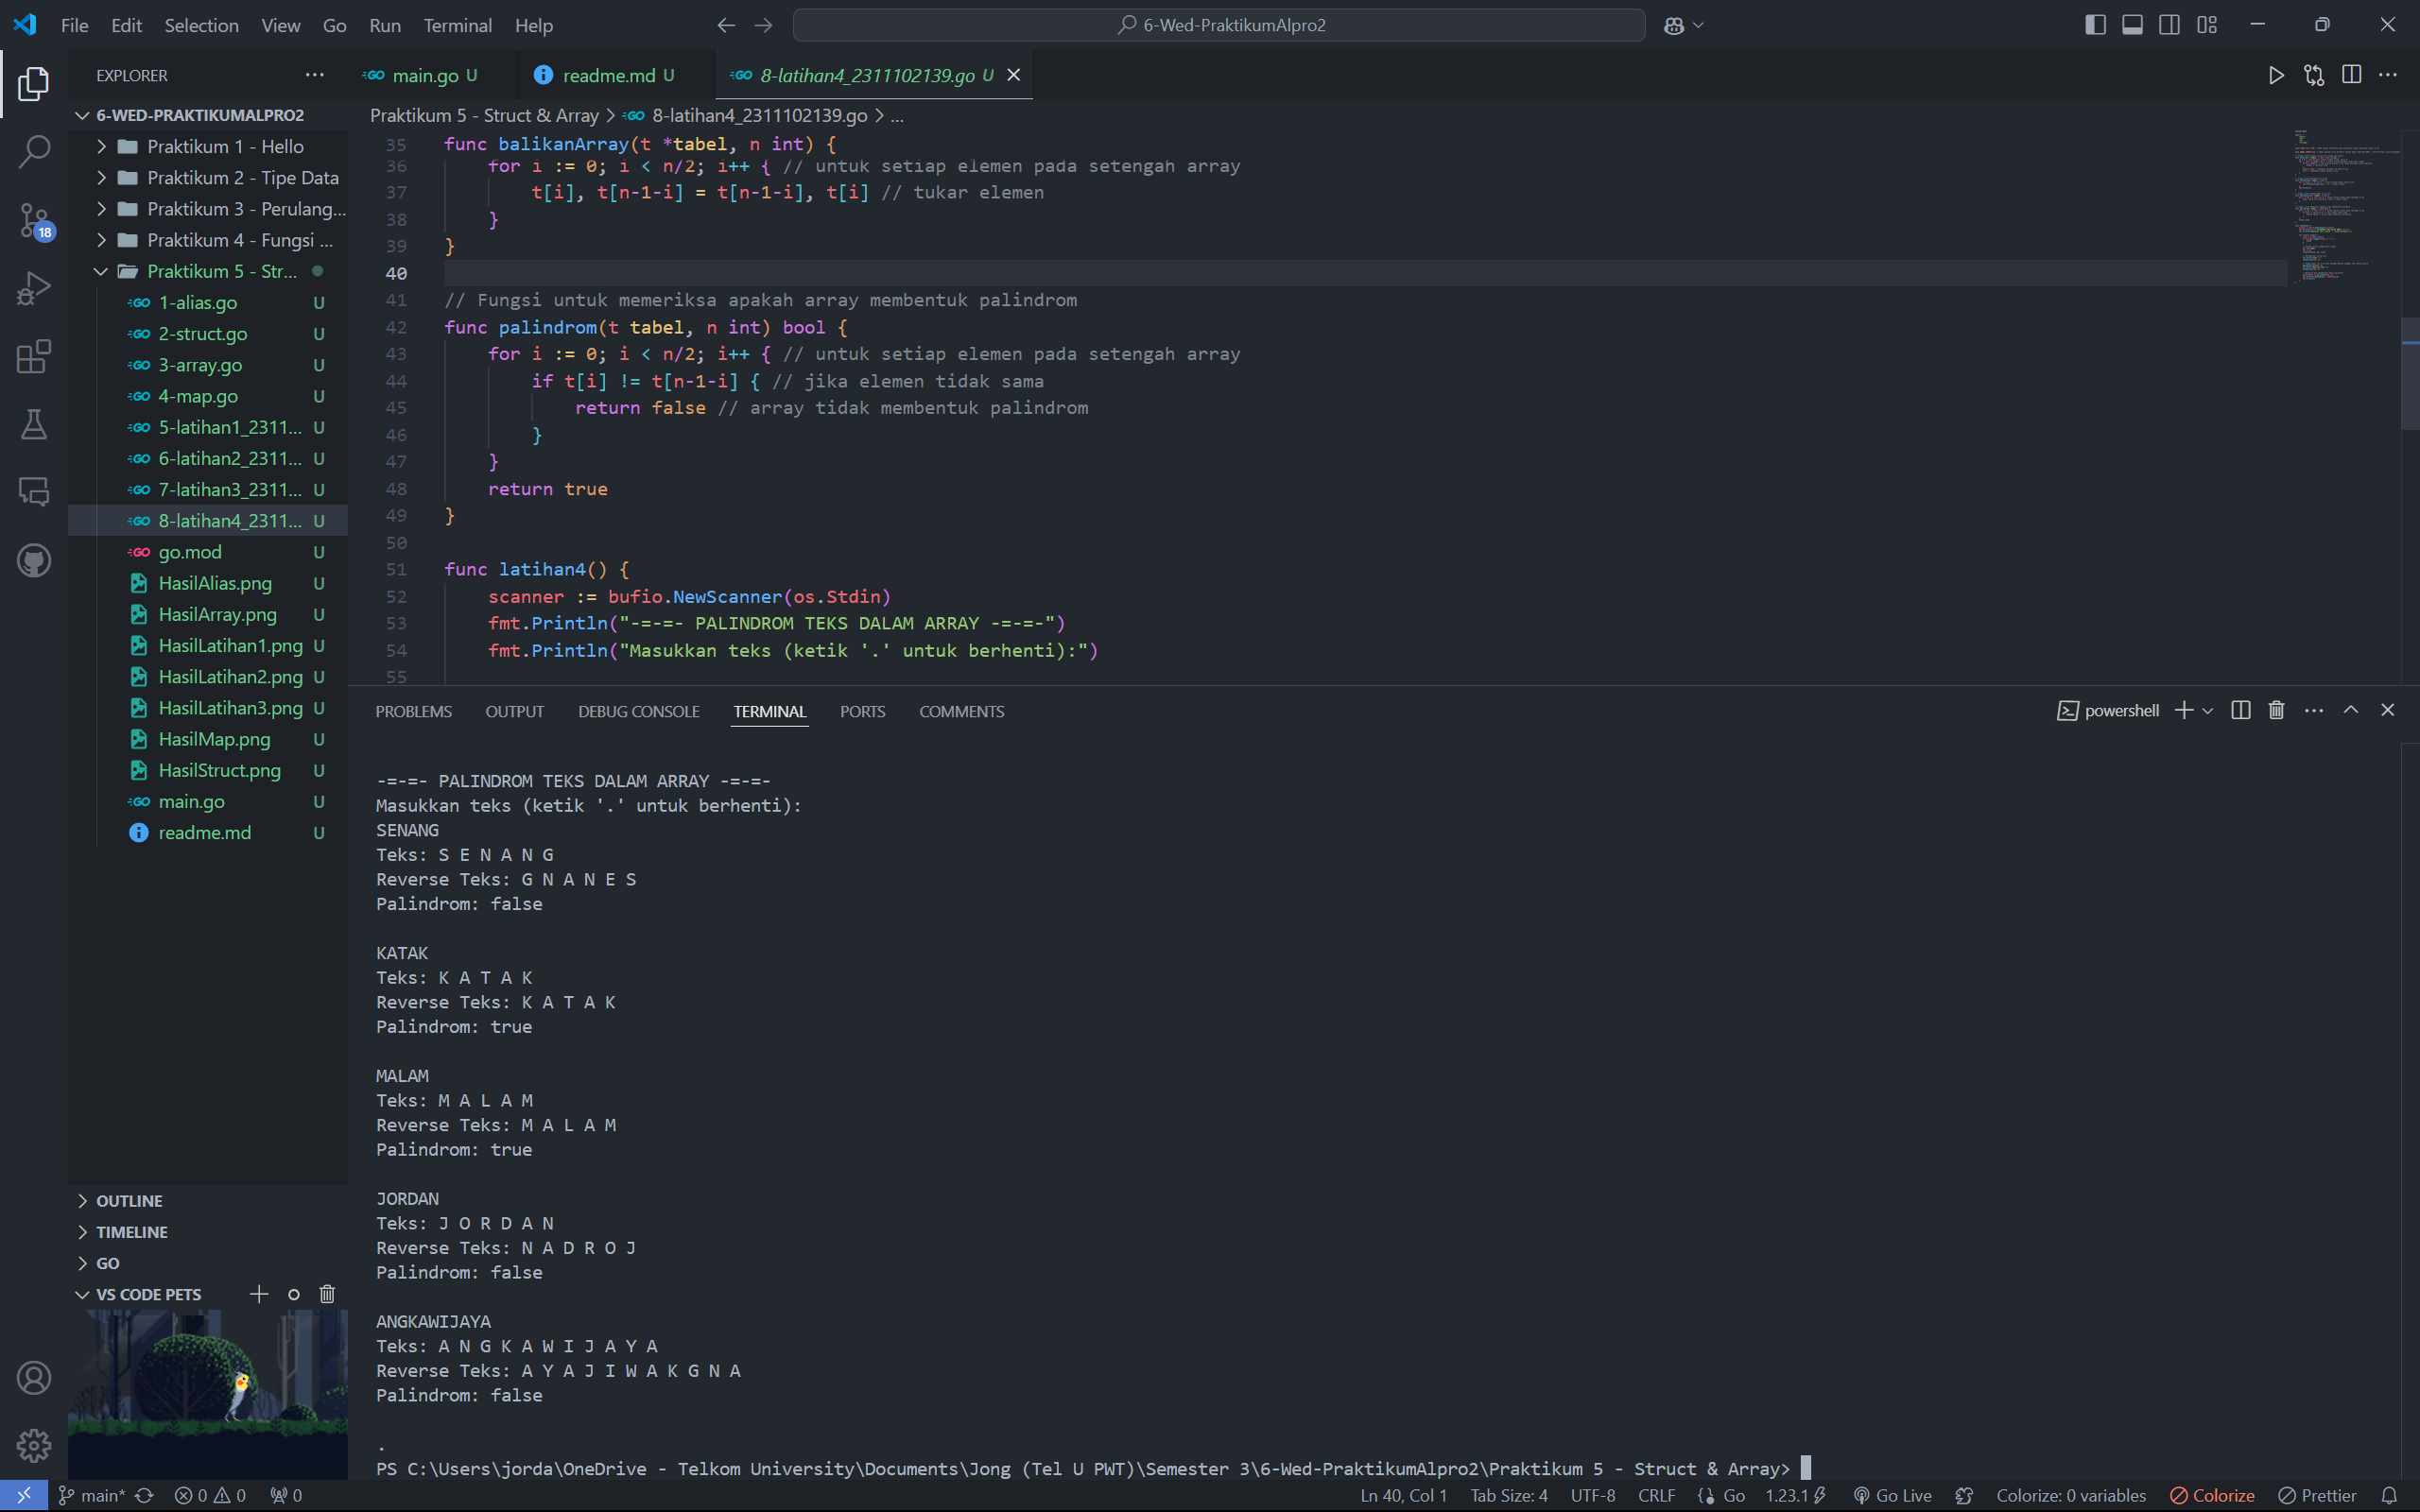 File Edit Selection View Go Run Terminal Help
6-Wed-PraktikumAlpro2
EXPLORER
main.go U
readme.md U
8-latihan4_2311102139.go U
6-WED-PRAKTIKUMALPRO2
Praktikum 1 - Hello
Praktikum 2 - Tipe Data
Praktikum 3 - Perulang...
Praktikum 4 - Fungsi ...
Praktikum 5 - Str...
1-alias.go U
2-struct.go U
3-array.go U
4-map.go U
5-latihan1_2311... U
6-latihan2_2311... U
7-latihan3_2311... U
8-latihan4_2311... U
go.mod U
HasilAlias.png U
HasilArray.png U
HasilLatihan1.png U
HasilLatihan2.png U
HasilLatihan3.png U
HasilMap.png U
HasilStruct.png U
main.go U
readme.md U
OUTLINE
TIMELINE
GO
VS CODE PETS
18
Praktikum 5 - Struct & Array > 8-latihan4_2311102139.go > ...
35 func balikanArray(t *tabel, n int) {
36 for i := 0; i < n/2; i++ { // untuk setiap elemen pada setengah array
37 t[i], t[n-1-i] = t[n-1-i], t[i] // tukar elemen
38 }
39 }
40
41 // Fungsi untuk memeriksa apakah array membentuk palindrom
42 func palindrom(t tabel, n int) bool {
43 for i := 0; i < n/2; i++ { // untuk setiap elemen pada setengah array
44 if t[i] != t[n-1-i] { // jika elemen tidak sama
45 return false // array tidak membentuk palindrom
46 }
47 }
48 return true
49 }
50
51 func latihan4() {
52 scanner := bufio.NewScanner(os.Stdin)
53 fmt.Println("-=-=- PALINDROM TEKS DALAM ARRAY -=-=-")
54 fmt.Println("Masukkan teks (ketik '.' untuk berhenti):")
55
PROBLEMS OUTPUT DEBUG CONSOLE TERMINAL PORTS COMMENTS
powershell
-=-=- PALINDROM TEKS DALAM ARRAY -=-=-
Masukkan teks (ketik '.' untuk berhenti):
SENANG
Teks: S E N A N G
Reverse Teks: G N A N E S
Palindrom: false
KATAK
Teks: K A T A K
Reverse Teks: K A T A K
Palindrom: true
MALAM
Teks: M A L A M
Reverse Teks: M A L A M
Palindrom: true
JORDAN
Teks: J O R D A N
Reverse Teks: N A D R O J
Palindrom: false
ANGKAWIJAYA
Teks: A N G K A W I J A Y A
Reverse Teks: A Y A J I W A K G N A
Palindrom: false
.
PS C:\Users\jorda\OneDrive - Telkom University\Documents\Jong (Tel U PWT)\Semester 3\6-Wed-PraktikumAlpro2\Praktikum 5 - Struct & Array>
main* 0 0 0
Ln 40, Col 1 Tab Size: 4 UTF-8 CRLF Go 1.23.1 Go Live Colorize: 0 variables Colorize Prettier